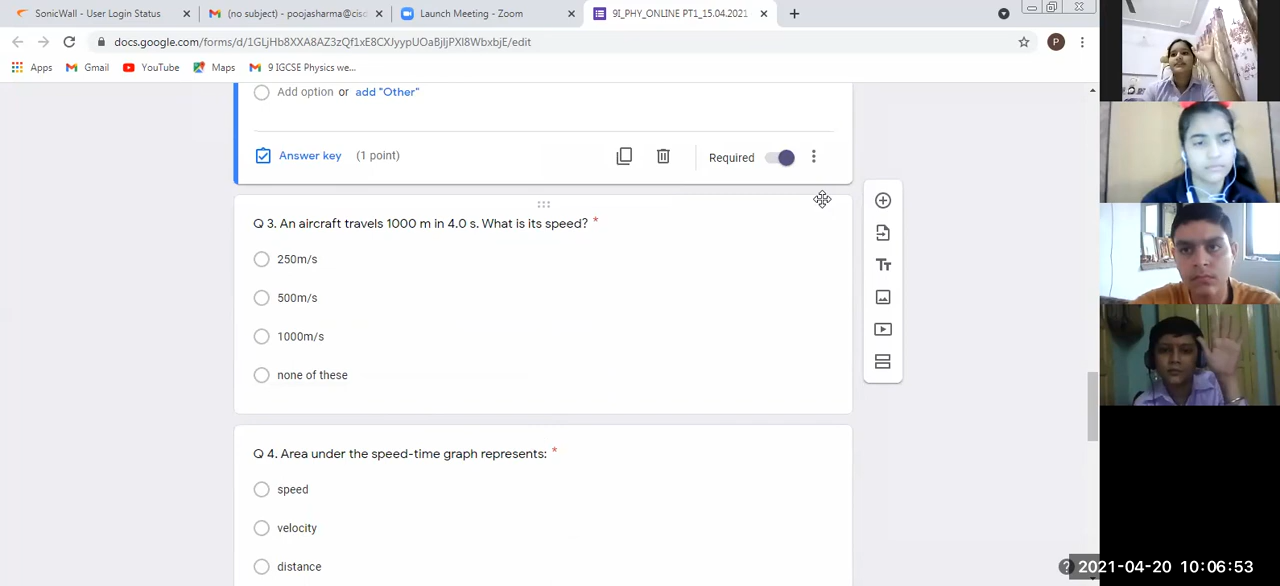 SonicWall - User Login Status
(no subject) - poojasharma@cise
Launch Meeting - Zoom
9I_PHY_ONLINE PT1_15.04.2021
docs.google.com/forms/d/1GLjHb8XXA8AZ3zQf1xE8CXJyypUOaBjIjPXI8WbxbjE/edit
P
Apps
Gmail
YouTube
Maps
9 IGCSE Physics we...
Add option or add "Other"
Answer key (1 point)
Required
Q 3. An aircraft travels 1000 m in 4.0 s. What is its speed? *
250m/s
500m/s
1000m/s
none of these
Tт
Q 4. Area under the speed-time graph represents: *
speed
velocity
distance
2021-04-20 10:06:53